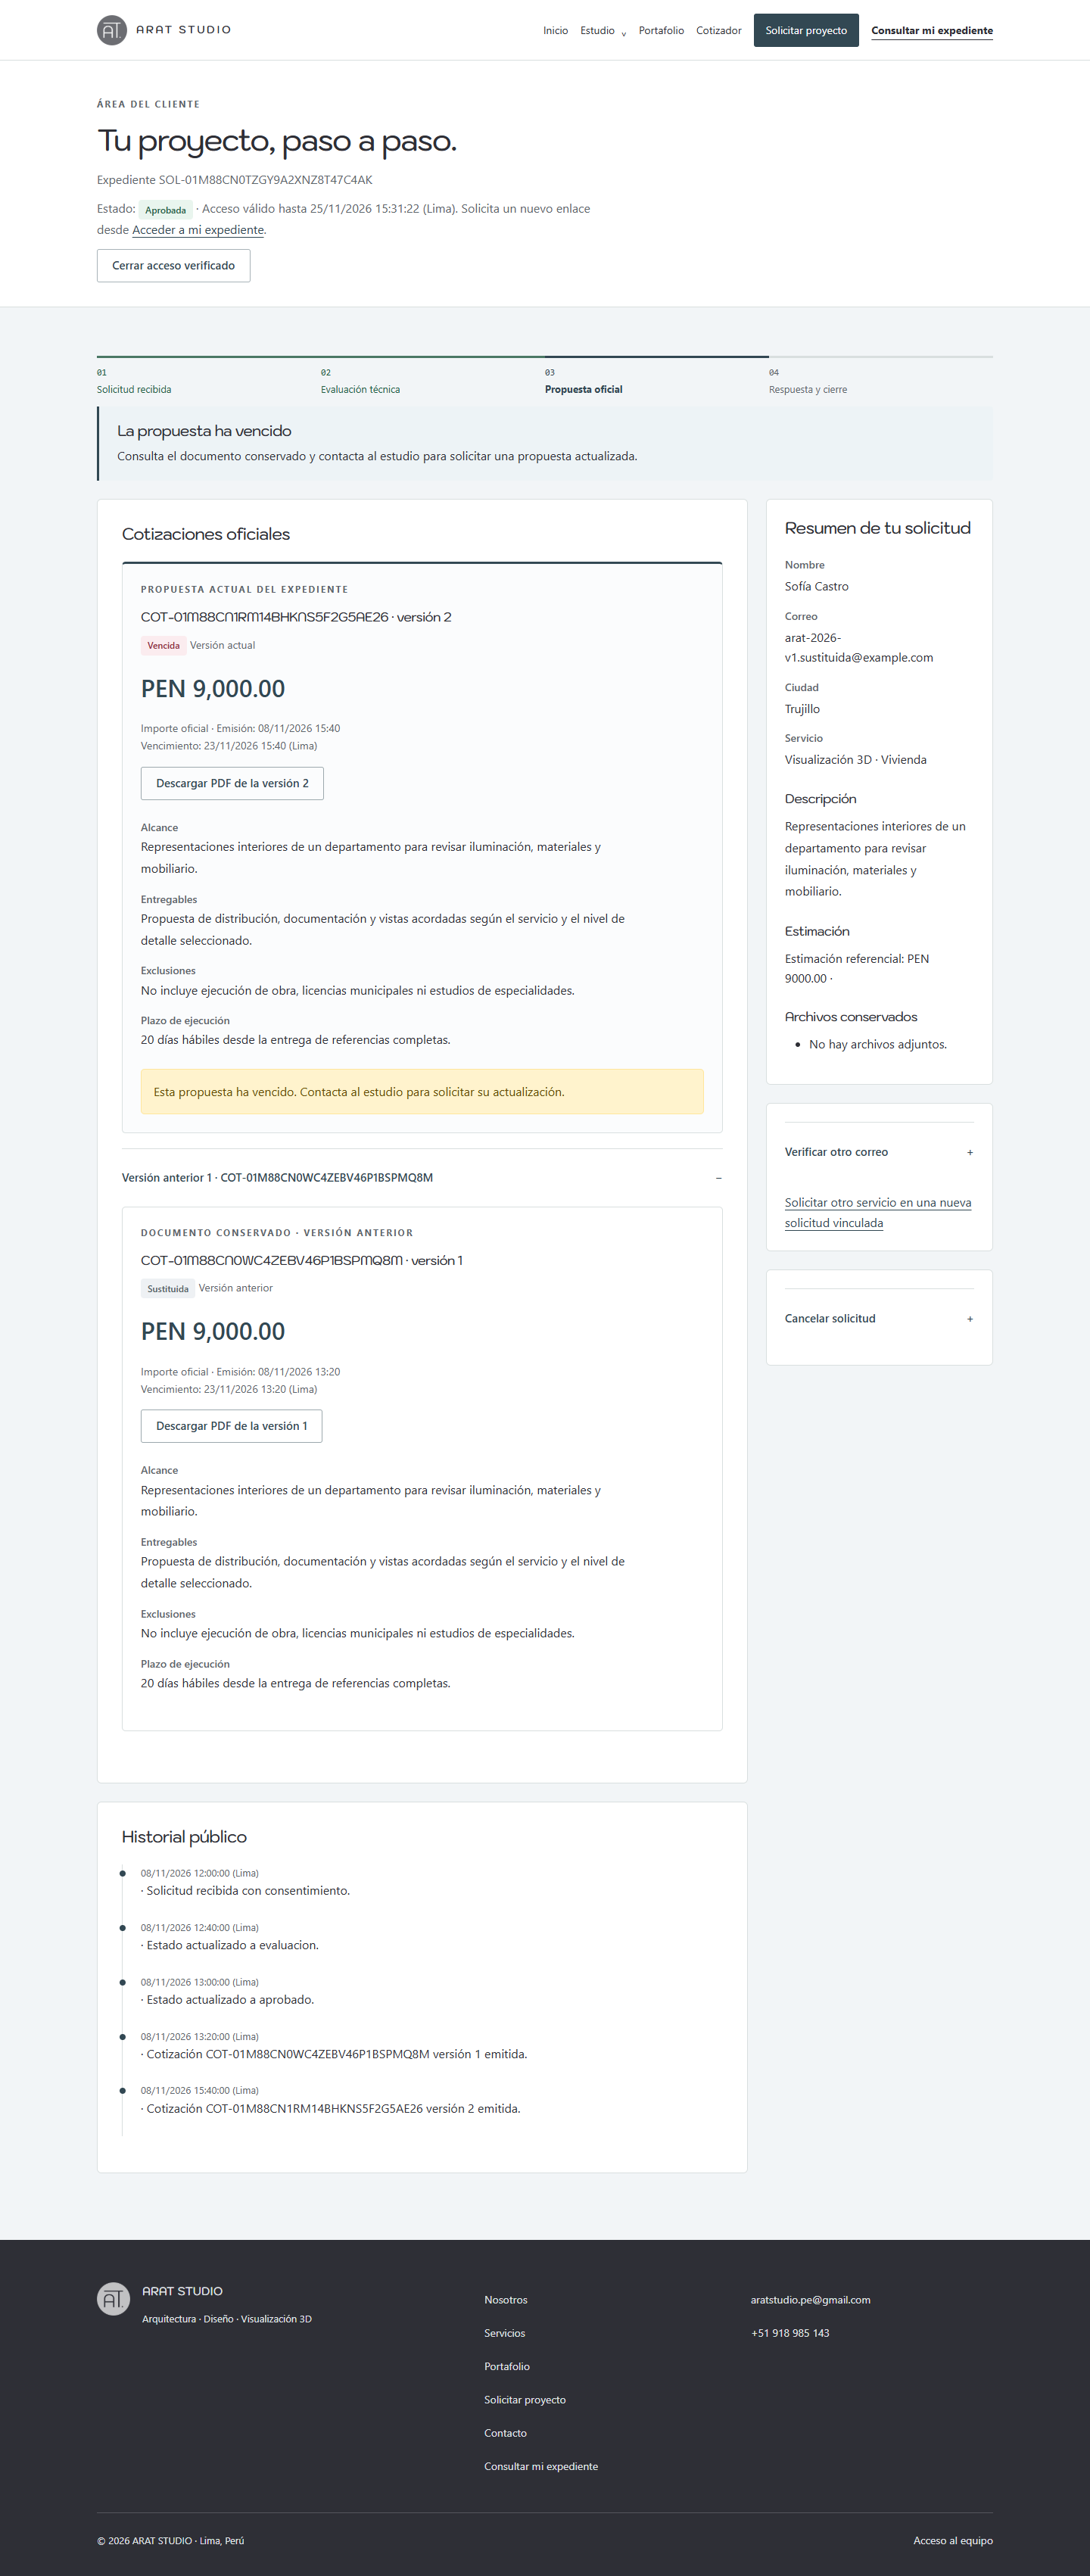 ARAT STUDIO
Inicio
Estudio
Portafolio
Cotizador
Solicitar proyecto
Consultar mi expediente
ÁREA DEL CLIENTE
Tu proyecto, paso a paso.
Expediente SOL-01M88CN0TZGY9A2XNZ8T47C4AK
Estado: Aprobada · Acceso válido hasta 25/11/2026 15:31:22 (Lima). Solicita un nuevo enlace
desde Acceder a mi expediente.
Cerrar acceso verificado
01
Solicitud recibida
02
Evaluación técnica
03
Propuesta oficial
04
Respuesta y cierre
La propuesta ha vencido
Consulta el documento conservado y contacta al estudio para solicitar una propuesta actualizada.
Cotizaciones oficiales
PROPUESTA ACTUAL DEL EXPEDIENTE
COT-01M88CN1RM14BHKNS5F2G5AE26 · versión 2
Vencida Versión actual
PEN 9,000.00
Importe oficial · Emisión: 08/11/2026 15:40
Vencimiento: 23/11/2026 15:40 (Lima)
Descargar PDF de la versión 2
Alcance
Representaciones interiores de un departamento para revisar iluminación, materiales y
mobiliario.
Entregables
Propuesta de distribución, documentación y vistas acordadas según el servicio y el nivel de
detalle seleccionado.
Exclusiones
No incluye ejecución de obra, licencias municipales ni estudios de especialidades.
Plazo de ejecución
20 días hábiles desde la entrega de referencias completas.
Esta propuesta ha vencido. Contacta al estudio para solicitar su actualización.
Versión anterior 1 · COT-01M88CN0WC4ZEBV46P1BSPMQ8M
–
DOCUMENTO CONSERVADO · VERSIÓN ANTERIOR
COT-01M88CN0WC4ZEBV46P1BSPMQ8M · versión 1
Sustituida Versión anterior
PEN 9,000.00
Importe oficial · Emisión: 08/11/2026 13:20
Vencimiento: 23/11/2026 13:20 (Lima)
Descargar PDF de la versión 1
Alcance
Representaciones interiores de un departamento para revisar iluminación, materiales y
mobiliario.
Entregables
Propuesta de distribución, documentación y vistas acordadas según el servicio y el nivel de
detalle seleccionado.
Exclusiones
No incluye ejecución de obra, licencias municipales ni estudios de especialidades.
Plazo de ejecución
20 días hábiles desde la entrega de referencias completas.
Resumen de tu solicitud
Nombre
Sofía Castro
Correo
arat-2026-
v1.sustituida@example.com
Ciudad
Trujillo
Servicio
Visualización 3D · Vivienda
Descripción
Representaciones interiores de un
departamento para revisar
iluminación, materiales y
mobiliario.
Estimación
Estimación referencial: PEN
9000.00 ·
Archivos conservados
• No hay archivos adjuntos.
Verificar otro correo
+
Solicitar otro servicio en una nueva
solicitud vinculada
Cancelar solicitud
+
Historial público
08/11/2026 12:00:00 (Lima)
· Solicitud recibida con consentimiento.
08/11/2026 12:40:00 (Lima)
· Estado actualizado a evaluacion.
08/11/2026 13:00:00 (Lima)
· Estado actualizado a aprobado.
08/11/2026 13:20:00 (Lima)
· Cotización COT-01M88CN0WC4ZEBV46P1BSPMQ8M versión 1 emitida.
08/11/2026 15:40:00 (Lima)
· Cotización COT-01M88CN1RM14BHKNS5F2G5AE26 versión 2 emitida.
AT.
ARAT STUDIO
Arquitectura · Diseño · Visualización 3D
Nosotros
Servicios
Portafolio
Solicitar proyecto
Contacto
Consultar mi expediente
aratstudio.pe@gmail.com
+51 918 985 143
© 2026 ARAT STUDIO · Lima, Perú
Acceso al equipo